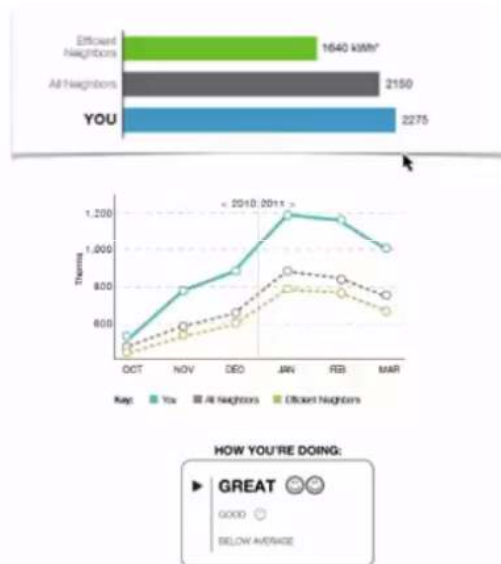 Efficient
Neighbors
1640 kWh*
All Neighbors
2150
YOU
2275
< 2010 2011 >
1,200
1,000
800
600
Therms
OCT NOV DEC JAN FEB MAR
Key: You All Neighbors Efficient Neighbors
HOW YOU'RE DOING:
GREAT
GOOD
BELOW AVERAGE